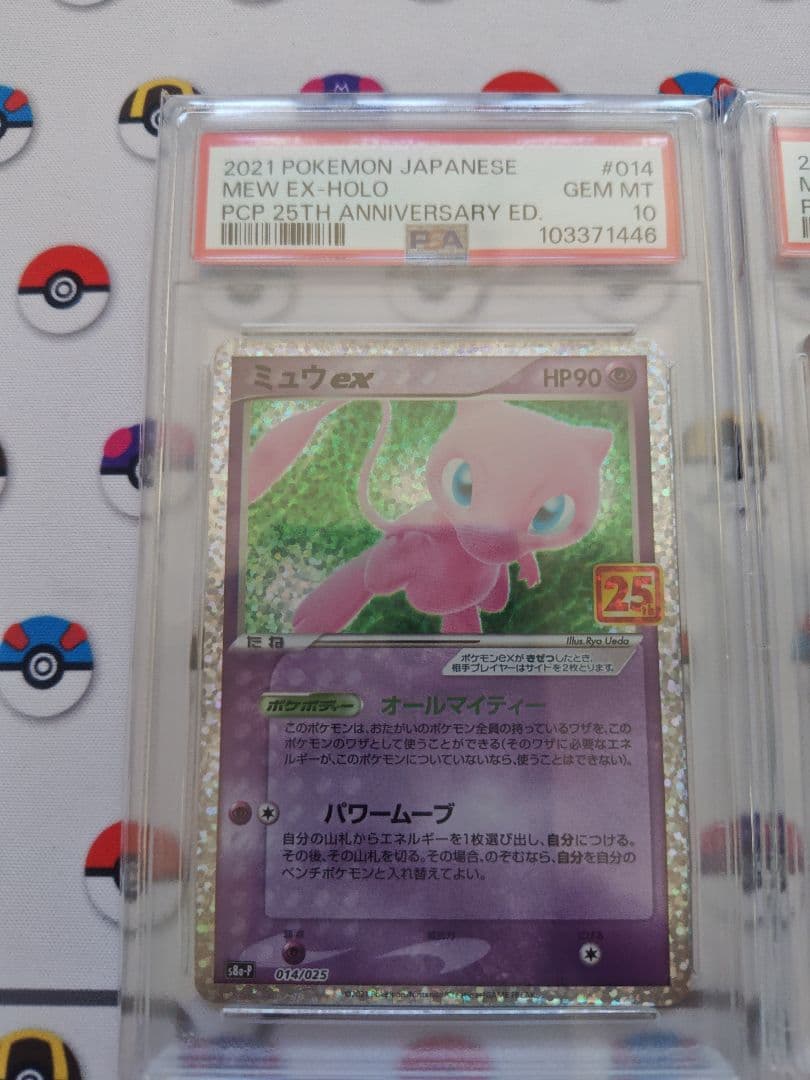 2021 POKEMON JAPANESE #014
MEW EX-HOLO GEM MT
PCP 25TH ANNIVERSARY ED. 10
PSA 103371446
ミュウex HP90
25th
たね Illus. Ryo Ueda
ポケモンexが きぜつしたとき、
相手プレイヤーはサイドを2枚とります。
ポケボディー オールマイティー
このポケモンは、おたがいのポケモン全員の持っているワザを、この
ポケモンのワザとして使うことができる(そのワザに必要なエネ
ルギーが、このポケモンについていないなら、使うことはできない)。
パワームーブ
自分の山札からエネルギーを1枚選び出し、自分につける。
その後、その山札を切る。その場合、のぞむなら、自分を自分の
ベンチポケモンと入れ替えてよい。
弱点 抵抗力 にげる
s8a-P 014/025